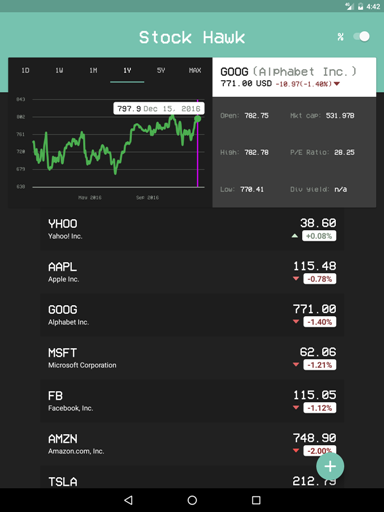 4:42
Stock Hawk
%
1D 1W 1M 1Y 5Y MAX
843
802
720
679
638
797.9 Dec 15, 2016
May 2016 Sep 2016
GOOG (Alphabet Inc.)
771.00 USD -10.97(-1.40%)
Open: 782.75 Mkt cap: 531.97B
High: 782.78 P/E Ratio: 28.25
Low: 770.41 Div yield: n/a
YHOO 38.60
Yahoo! Inc. +0.08%
AAPL 115.48
Apple Inc. -0.78%
GOOG 771.00
Alphabet Inc. -1.40%
MSFT 62.06
Microsoft Corporation -1.21%
FB 115.05
Facebook, Inc. -1.12%
AMZN 748.90
Amazon.com, Inc. -2.00%
TSLA
+